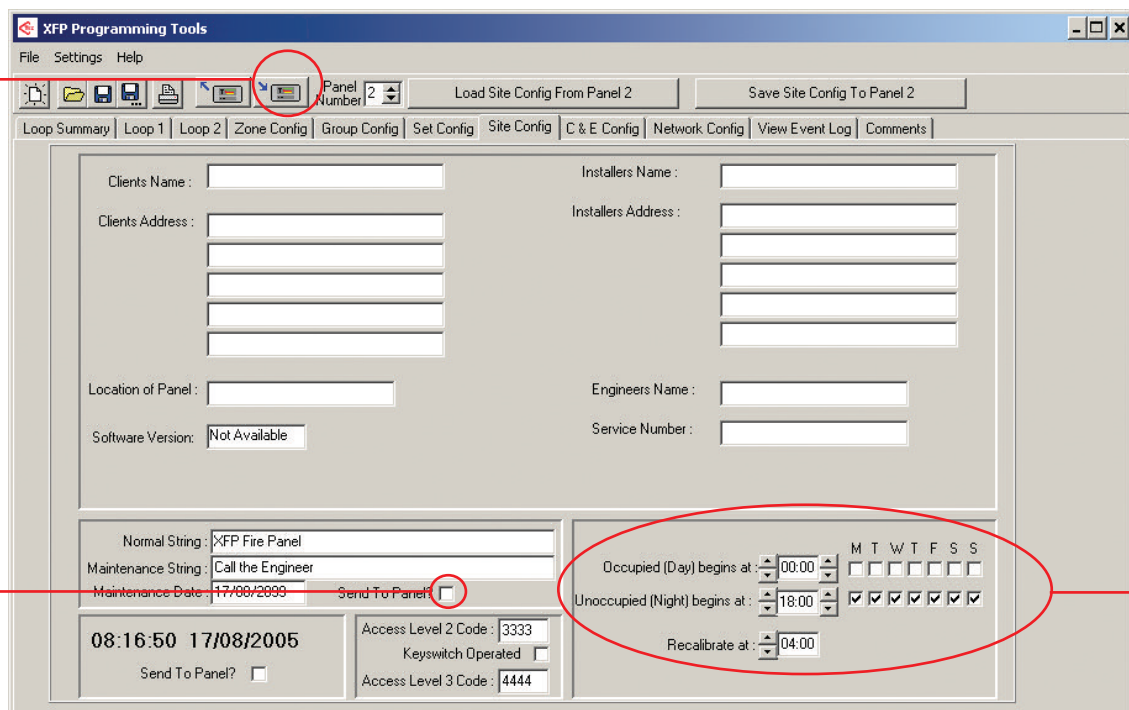 XFP Programming Tools
File Settings Help
Panel Number 2 Load Site Config From Panel 2 Save Site Config To Panel 2
Loop Summary Loop 1 Loop 2 Zone Config Group Config Set Config Site Config C & E Config Network Config View Event Log Comments
Clients Name :
Installers Name :
Clients Address :
Installers Address :
Location of Panel :
Engineers Name :
Software Version: Not Available
Service Number :
Normal String : XFP Fire Panel
Maintenance String : Call the Engineer
Maintenance Date : Send To Panel?
08:16:50 17/08/2005
Send To Panel?
Access Level 2 Code : 3333
Keyswitch Operated
Access Level 3 Code : 4444
M T W T F S S
Occupied (Day) begins at : 00:00
Unoccupied (Night) begins at : 18:00
Recalibrate at : 04:00